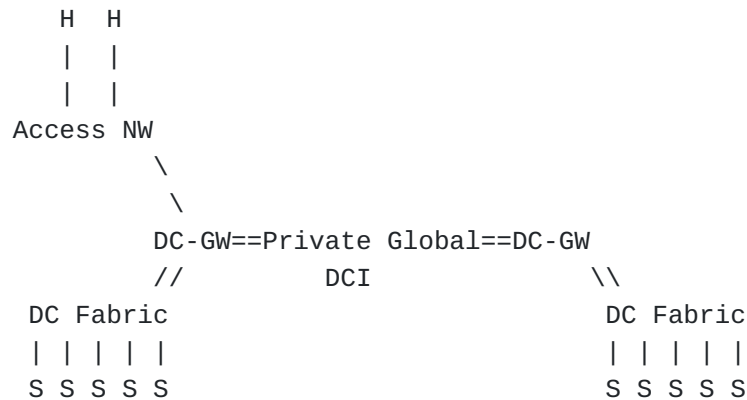 H  H
|  |
|  |
Access NW
\
\
DC-GW==Private Global==DC-GW
//         DCI              \\
DC Fabric                           DC Fabric
| | | | |                           | | | | |
S S S S S                           S S S S S